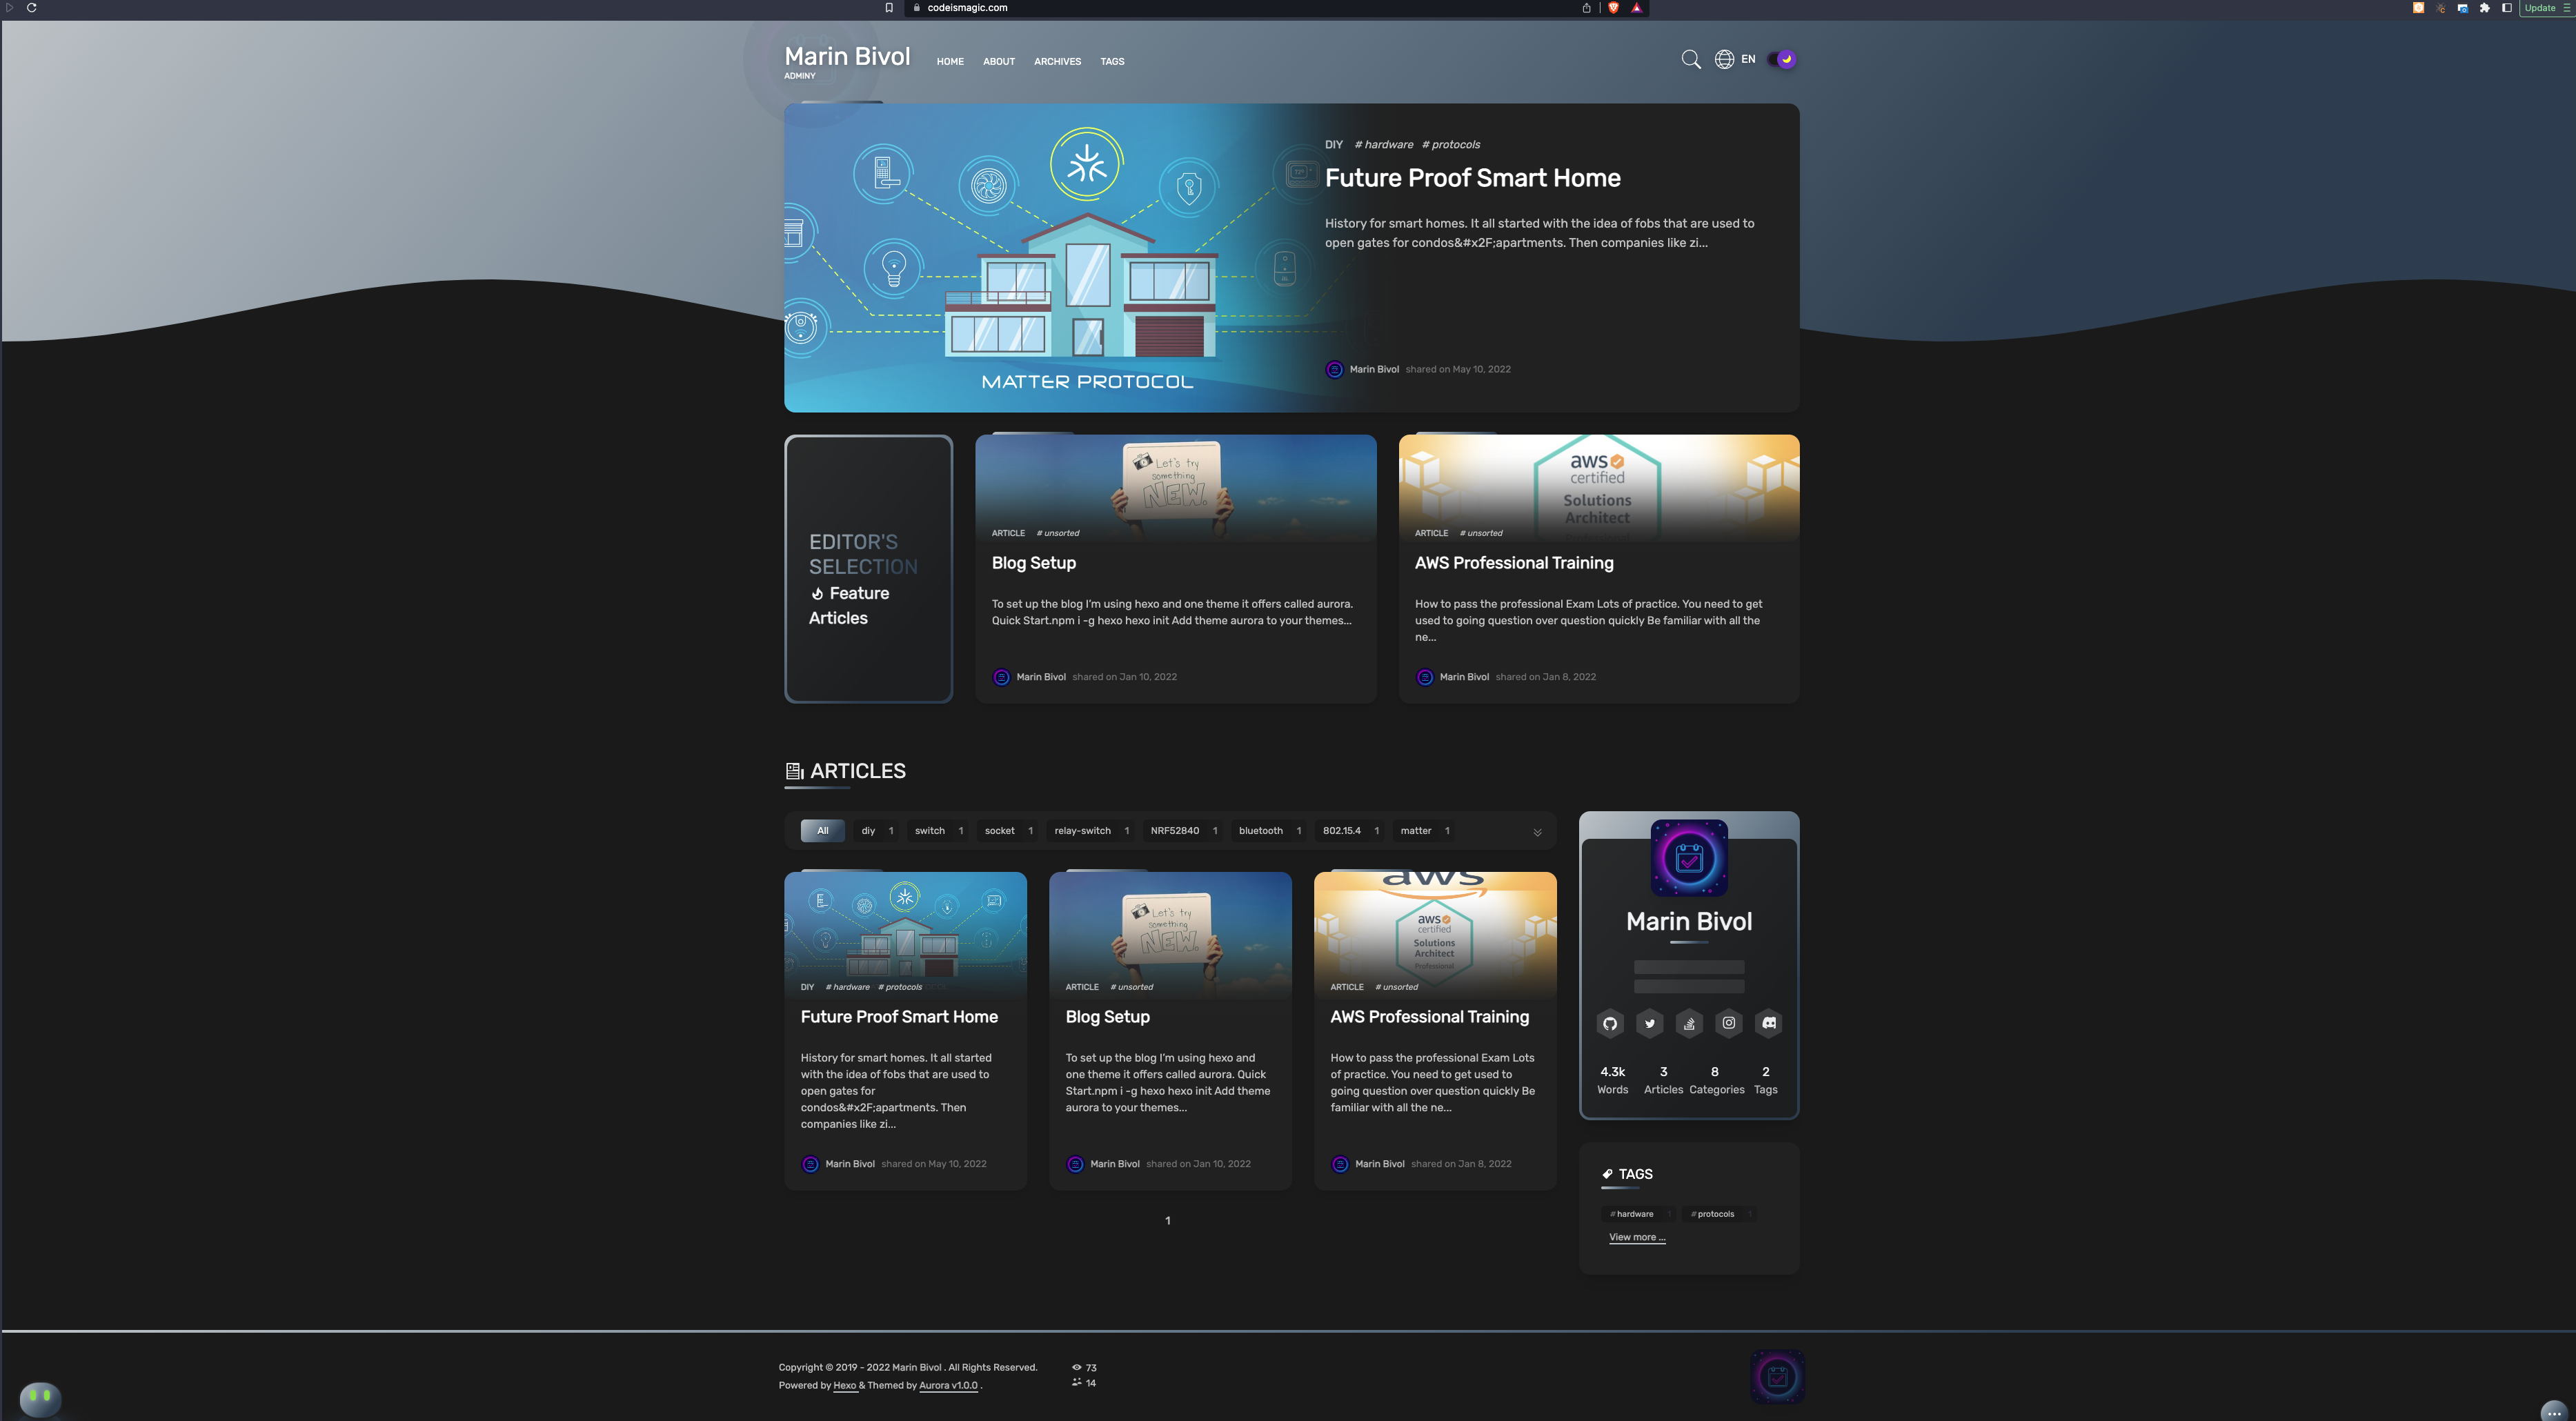 codeismagic.com
Update
Marin Bivol
ADMINY
HOME ABOUT ARCHIVES TAGS
EN
DIY # hardware # protocols
Future Proof Smart Home
History for smart homes. It all started with the idea of fobs that are used to
open gates for condos&#x2F;apartments. Then companies like zi...
Marin Bivol shared on May 10, 2022
MATTER PROTOCOL
EDITOR'S
SELECTION
Feature
Articles
Let's try
something
NEW.
ARTICLE # unsorted
Blog Setup
To set up the blog I'm using hexo and one theme it offers called aurora.
Quick Start.npm i -g hexo hexo init Add theme aurora to your themes...
Marin Bivol shared on Jan 10, 2022
aws
certified
Solutions
Architect
ARTICLE # unsorted
AWS Professional Training
How to pass the professional Exam Lots of practice. You need to get
used to going question over question quickly Be familiar with all the
ne...
Marin Bivol shared on Jan 8, 2022
ARTICLES
All diy 1 switch 1 socket 1 relay-switch 1 NRF52840 1 bluetooth 1 802.15.4 1 matter 1
DIY # hardware # protocols
Future Proof Smart Home
History for smart homes. It all started
with the idea of fobs that are used to
open gates for
condos&#x2F;apartments. Then
companies like zi...
Marin Bivol shared on May 10, 2022
Let's try
something
NEW.
ARTICLE # unsorted
Blog Setup
To set up the blog I'm using hexo and
one theme it offers called aurora. Quick
Start.npm i -g hexo hexo init Add theme
aurora to your themes...
Marin Bivol shared on Jan 10, 2022
aws
aws
certified
Solutions
Architect
Professional
ARTICLE # unsorted
AWS Professional Training
How to pass the professional Exam Lots
of practice. You need to get used to
going question over question quickly Be
familiar with all the ne...
Marin Bivol shared on Jan 8, 2022
1
Marin Bivol
4.3k 3 8 2
Words Articles Categories Tags
TAGS
#hardware 1 #protocols 1
View more ...
Copyright © 2019 - 2022 Marin Bivol . All Rights Reserved.
Powered by Hexo & Themed by Aurora v1.0.0 .
73
14